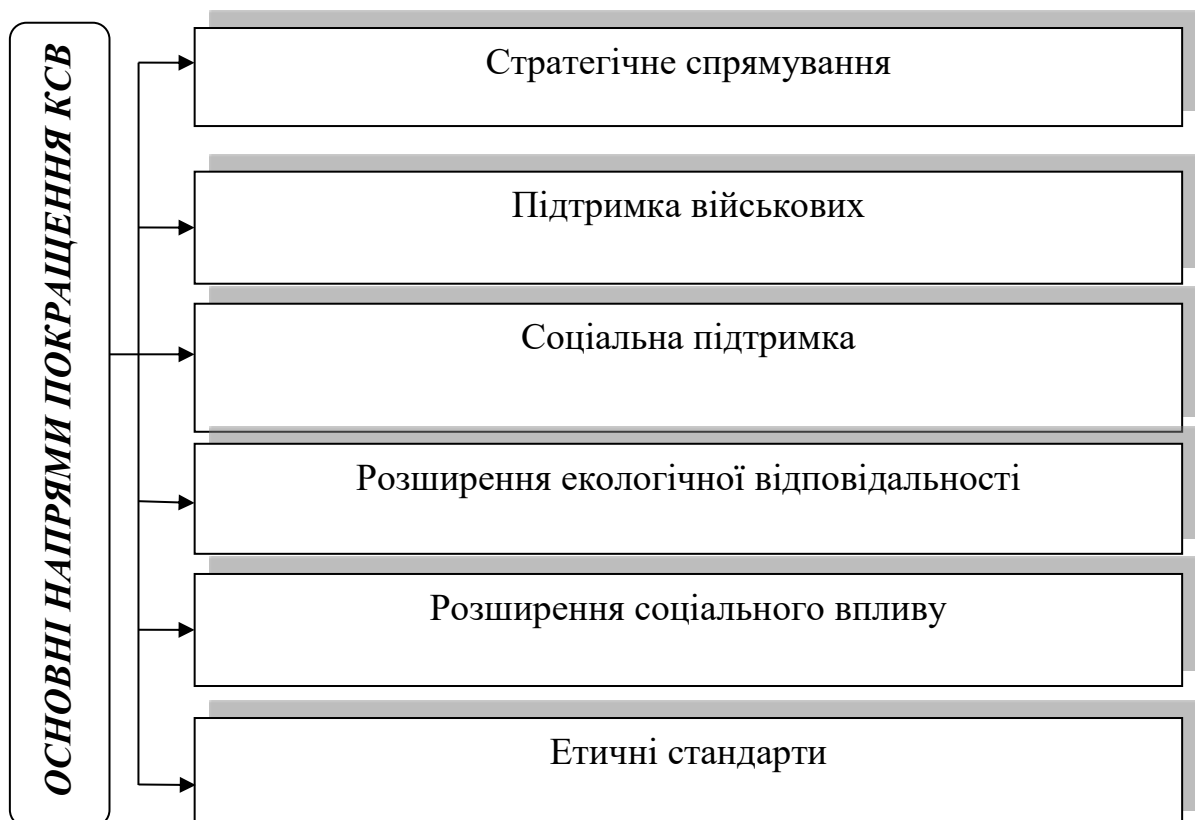 ОСНОВНІ НАПРЯМИ ПОКРАЩЕННЯ КСВ
Стратегічне спрямування
Підтримка військових
Соціальна підтримка
Розширення екологічної відповідальності
Розширення соціального впливу
Етичні стандарти